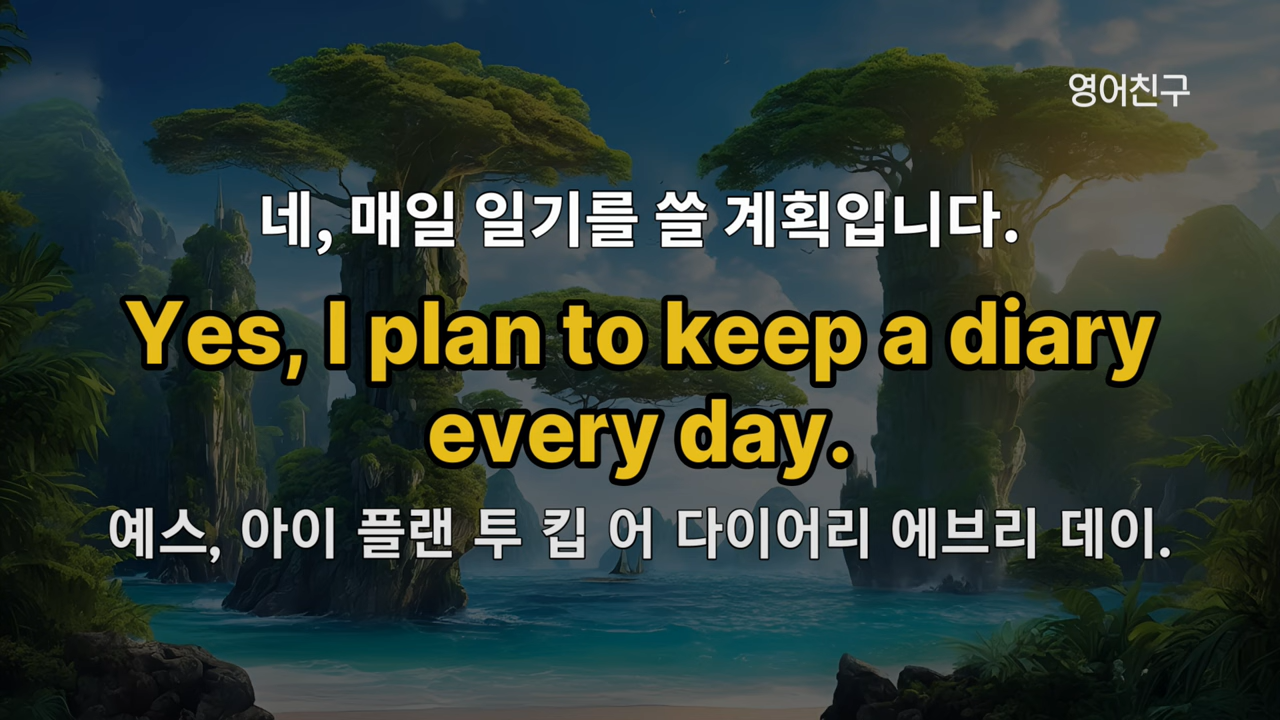 영어친구
네, 매일 일기를 쓸 계획입니다.
Yes, I plan to keep a diary
every day.
예스, 아이 플랜 투 킵 어 다이어리 에브리 데이.